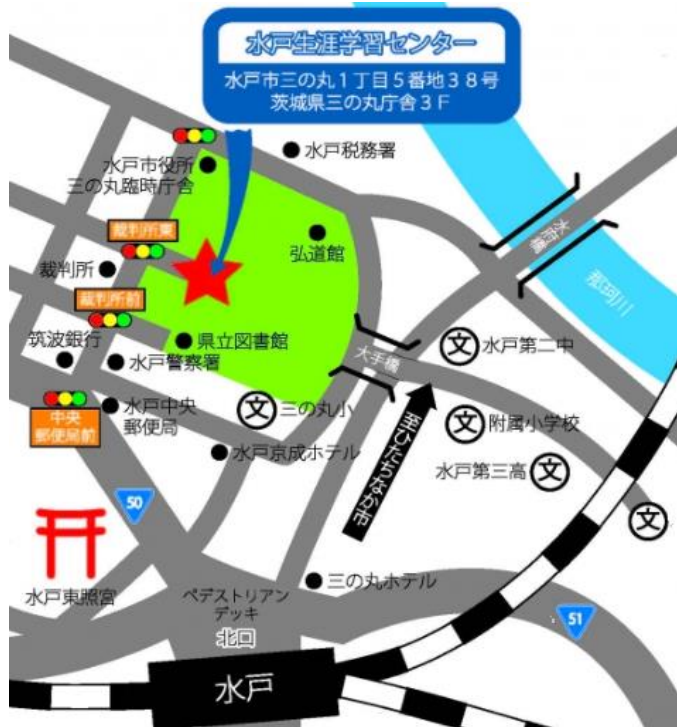 水戸生涯学習センター
水戸市三の丸1丁目5番地38号
茨城県三の丸庁舎3F
水戸市役所
三の丸臨時庁舎
水戸税務署
裁判所東
弘道館
水府橋
裁判所
裁判所前
那珂川
筑波銀行
県立図書館
水戸警察署
大手橋
文
水戸第二中
中央
郵便局前
水戸中央
郵便局
文
三の丸小
文
附属小学校
水戸京成ホテル
至ひたちなか市
水戸第三高
文
文
50
水戸東照宮
ペデストリアン
デッキ
三の丸ホテル
北口
51
水戸